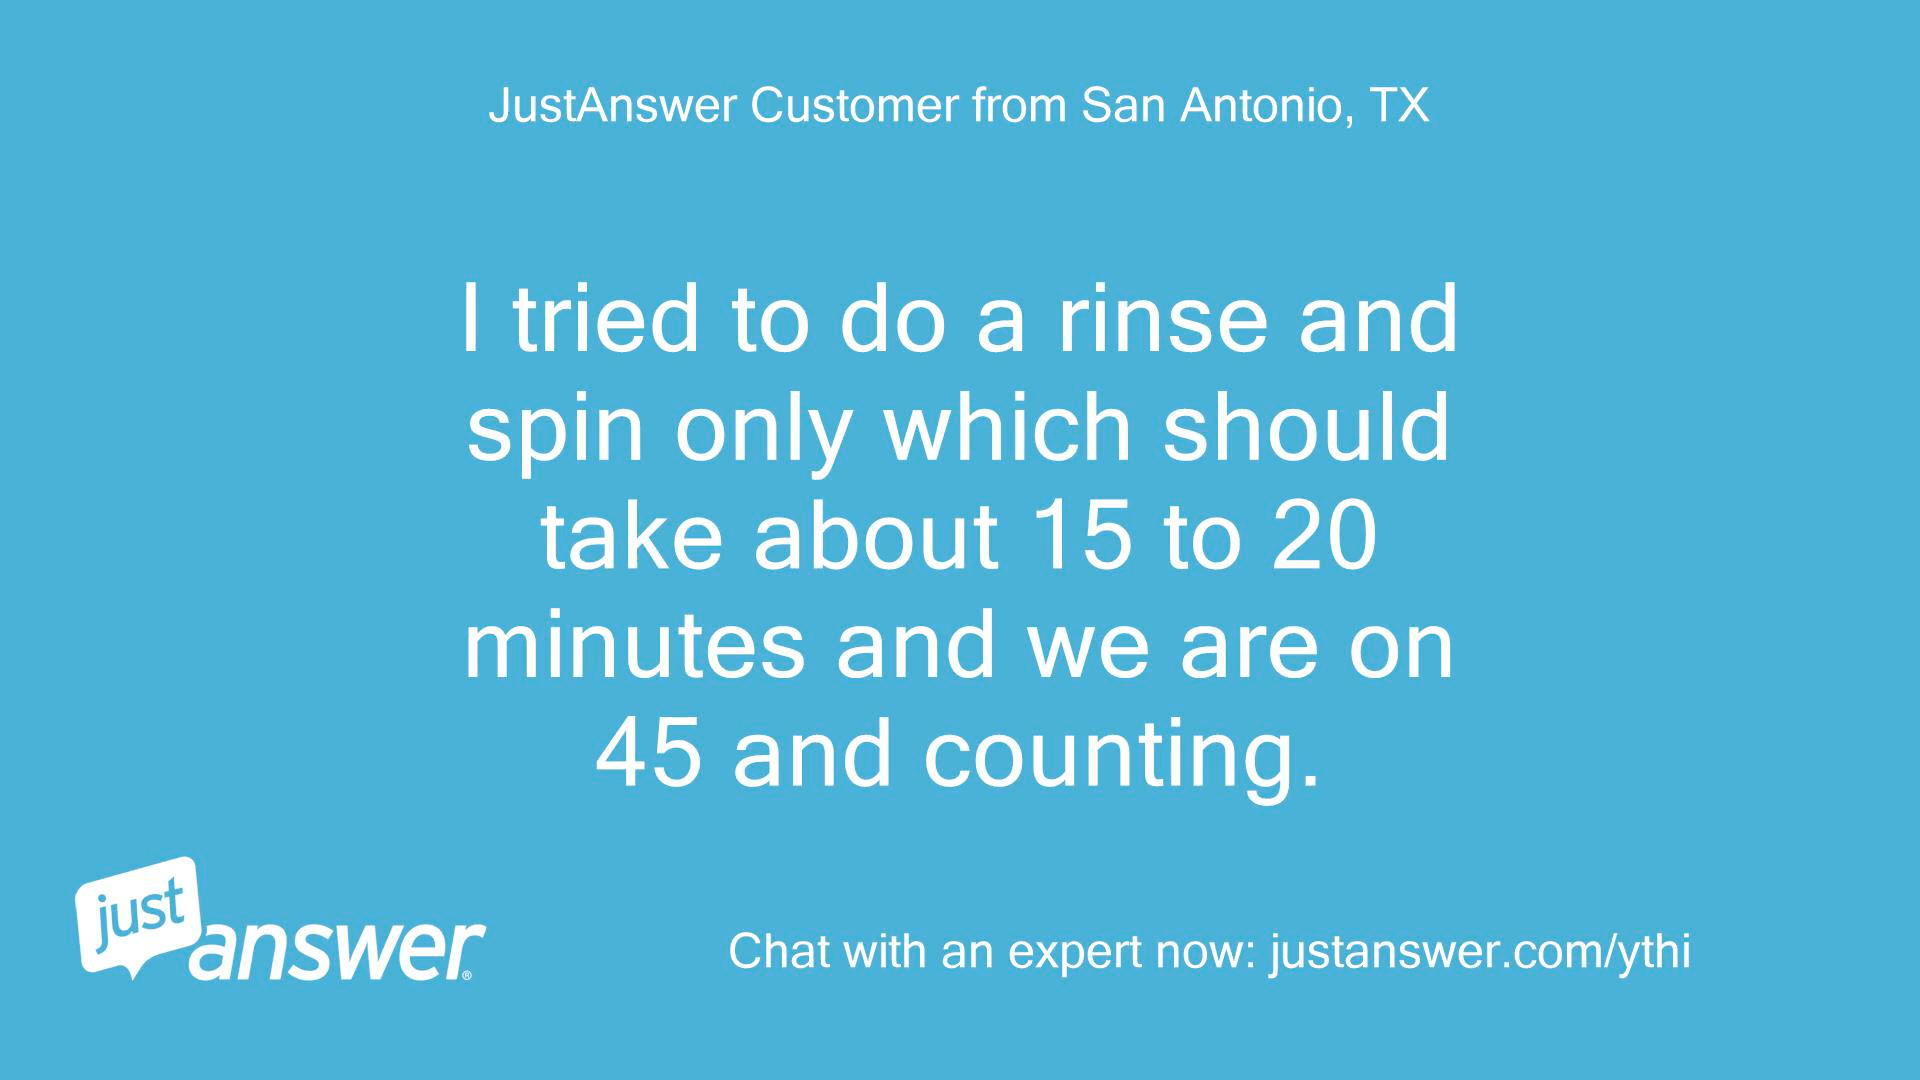 JustAnswer Customer from San Antonio, TX
I tried to do a rinse and
spin only which should
take about 15 to 20
minutes and we are on
45 and counting.
just
answer®
Chat with an expert now: justanswer.com/ythi